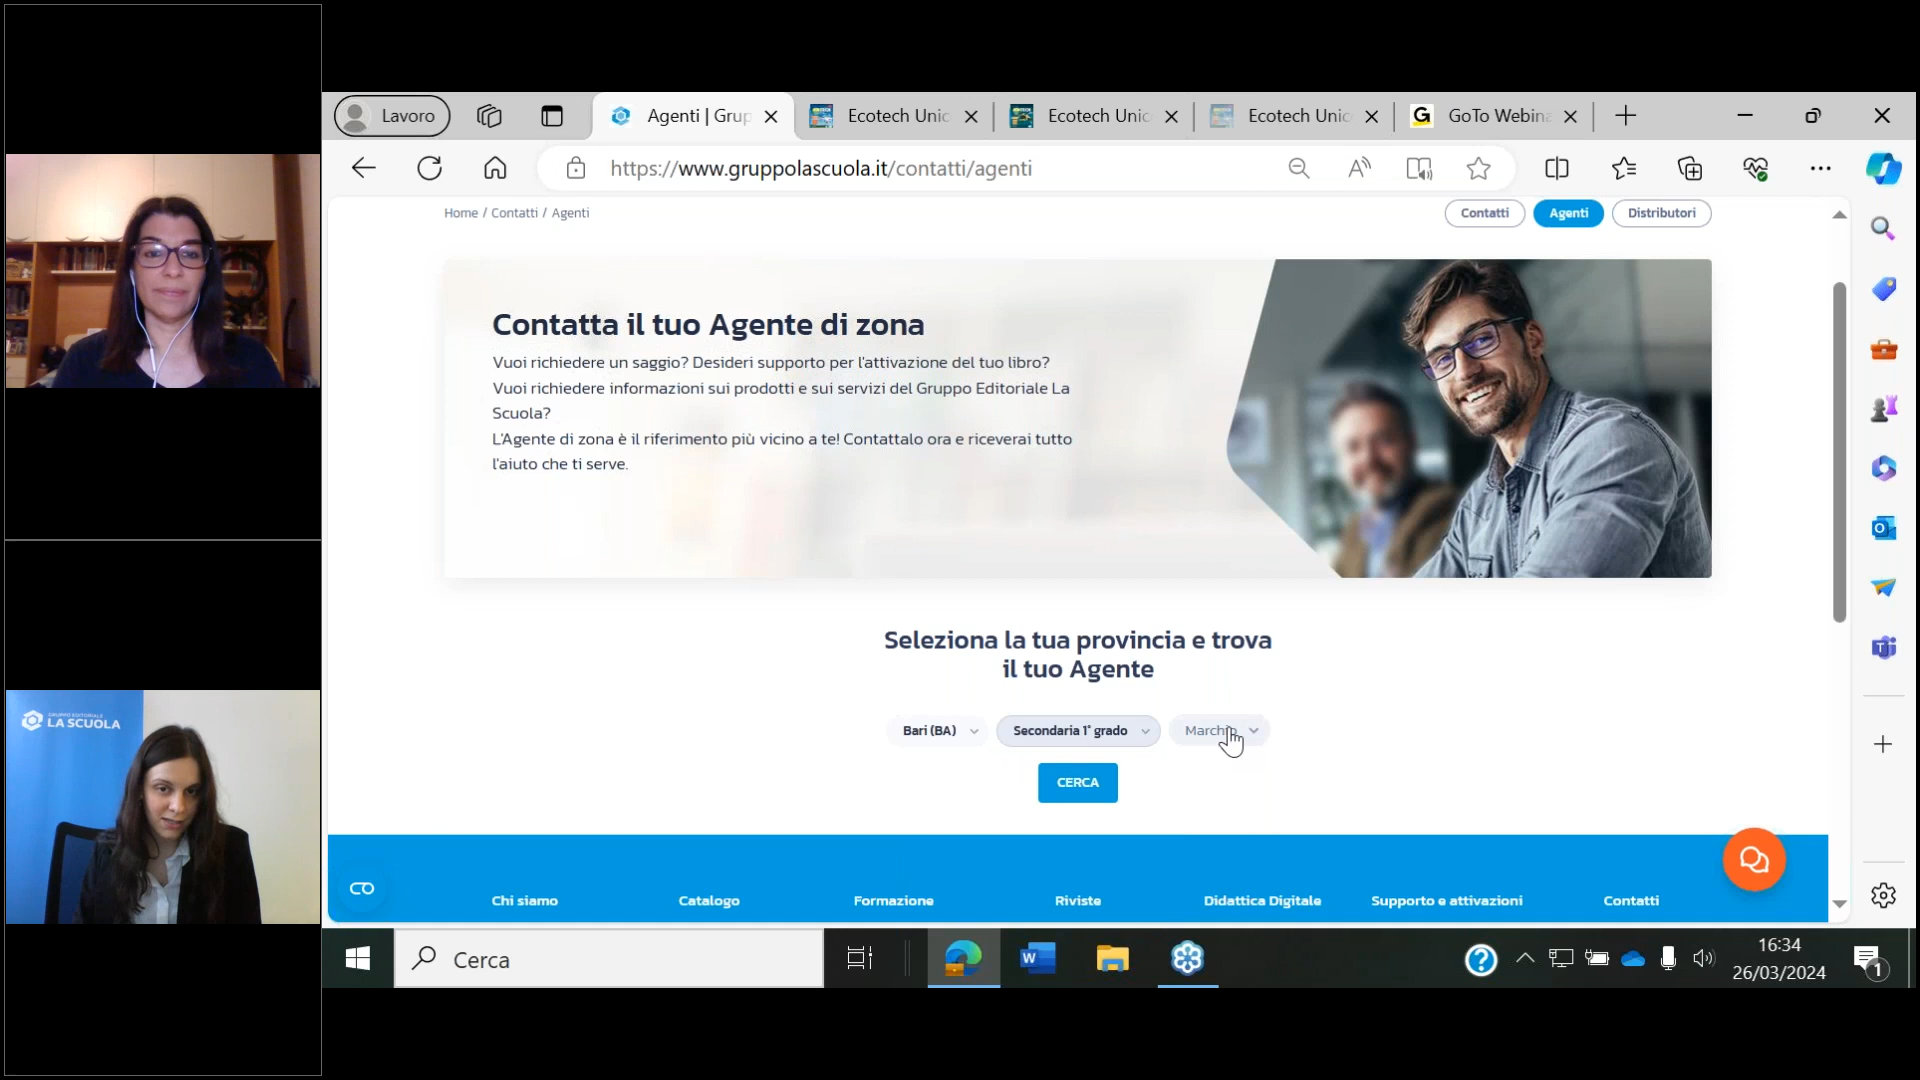 Lavoro
Agenti | Grup
Ecotech Unic
Ecotech Unic
Ecotech Unic
GoTo Webina
https://www.gruppolascuola.it/contatti/agenti
Home / Contatti / Agenti
Contatti
Agenti
Distributori
Contatta il tuo Agente di zona
Vuoi richiedere un saggio? Desideri supporto per l'attivazione del tuo libro?
Vuoi richiedere informazioni sui prodotti e sui servizi del Gruppo Editoriale La
Scuola?
L'Agente di zona è il riferimento più vicino a te! Contattalo ora e riceverai tutto
l'aiuto che ti serve.
Seleziona la tua provincia e trova
il tuo Agente
Bari (BA)
Secondaria 1° grado
Marchio
CERCA
GRUPPO EDITORIALE
LA SCUOLA
Chi siamo
Catalogo
Formazione
Riviste
Didattica Digitale
Supporto e attivazioni
Contatti
Cerca
16:34
26/03/2024
1